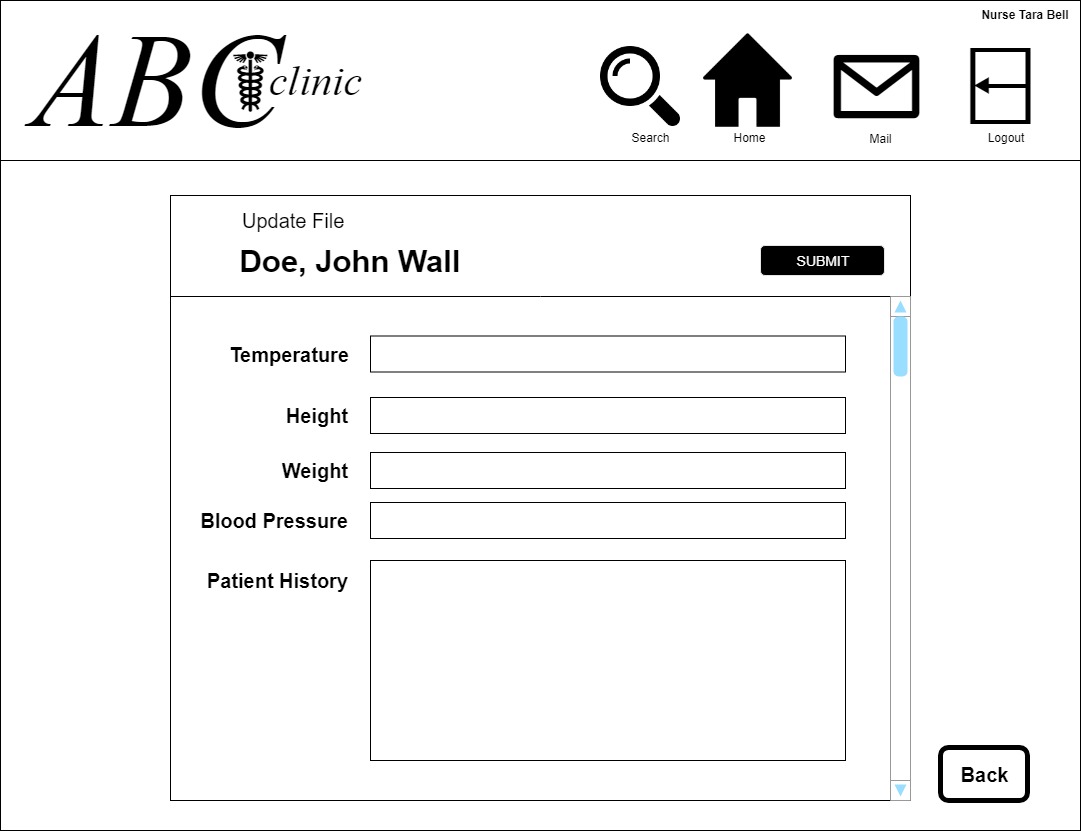 Nurse Tara Bell
ABC clinic
Search
Home
Mail
Logout
Update File
Doe, John Wall
SUBMIT
Temperature
Height
Weight
Blood Pressure
Patient History
Back